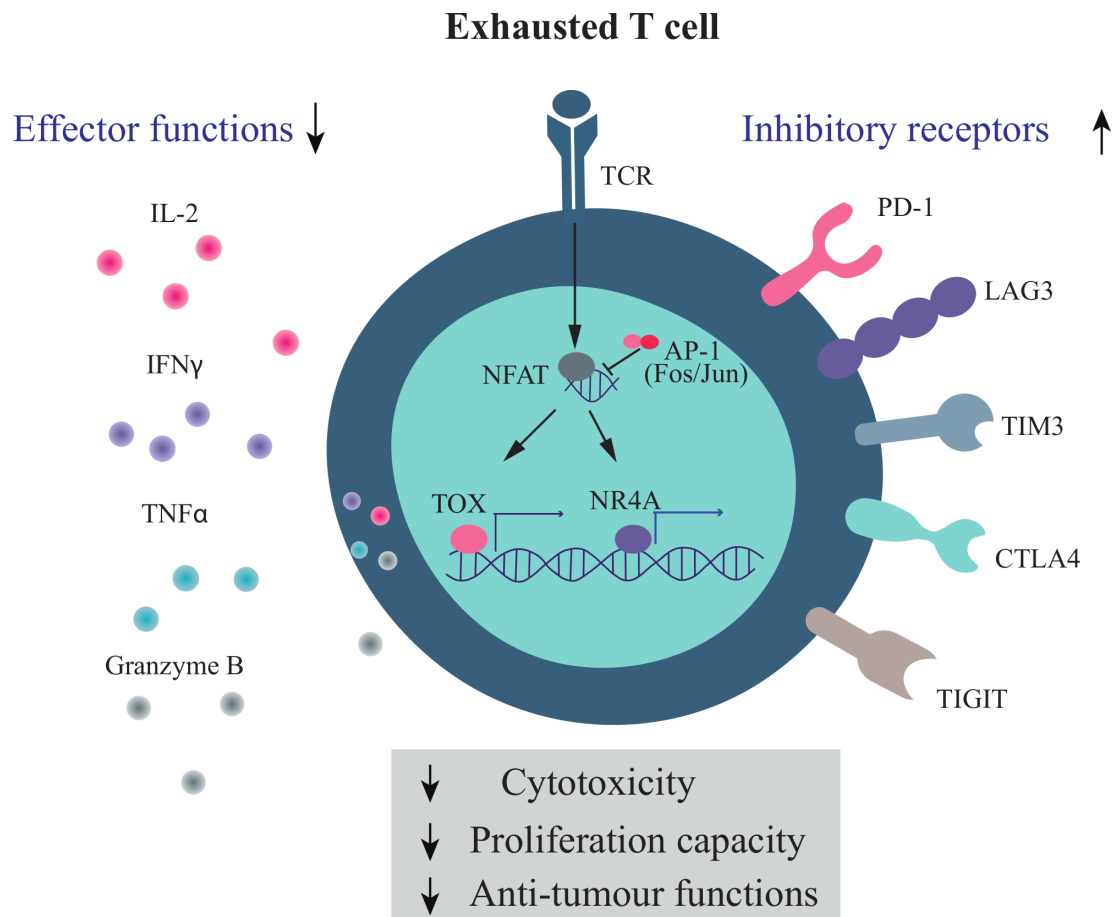 Exhausted T cell
Effector functions
Inhibitory receptors
TCR
IL-2
PD-1
LAG3
IFNγ
NFAT
AP-1
(Fos/Jun)
TIM3
TNFα
TOX
NR4A
CTLA4
Granzyme B
TIGIT
Cytotoxicity
Proliferation capacity
Anti-tumour functions